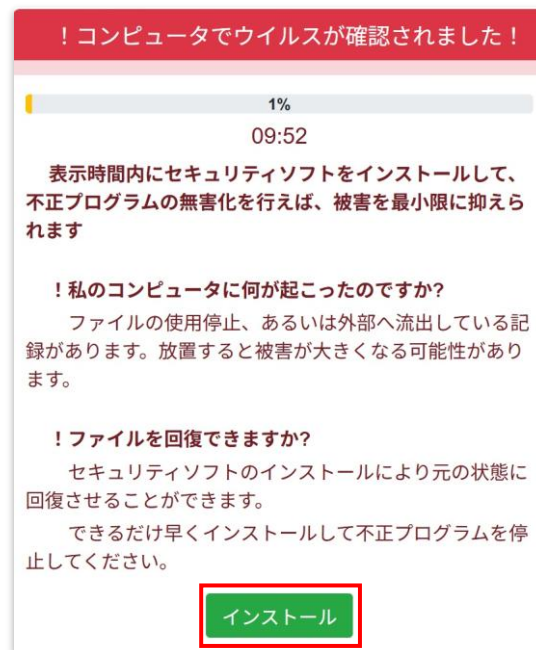 ！コンピュータでウイルスが確認されました！
1%
09:52
表示時間内にセキュリティソフトをインストールして、
不正プログラムの無害化を行えば、被害を最小限に抑えら
れます
！私のコンピュータに何が起こったのですか?
ファイルの使用停止、あるいは外部へ流出している記
録があります。放置すると被害が大きくなる可能性があり
ます。
！ファイルを回復できますか?
セキュリティソフトのインストールにより元の状態に
回復させることができます。
できるだけ早くインストールして不正プログラムを停
止してください。
インストール